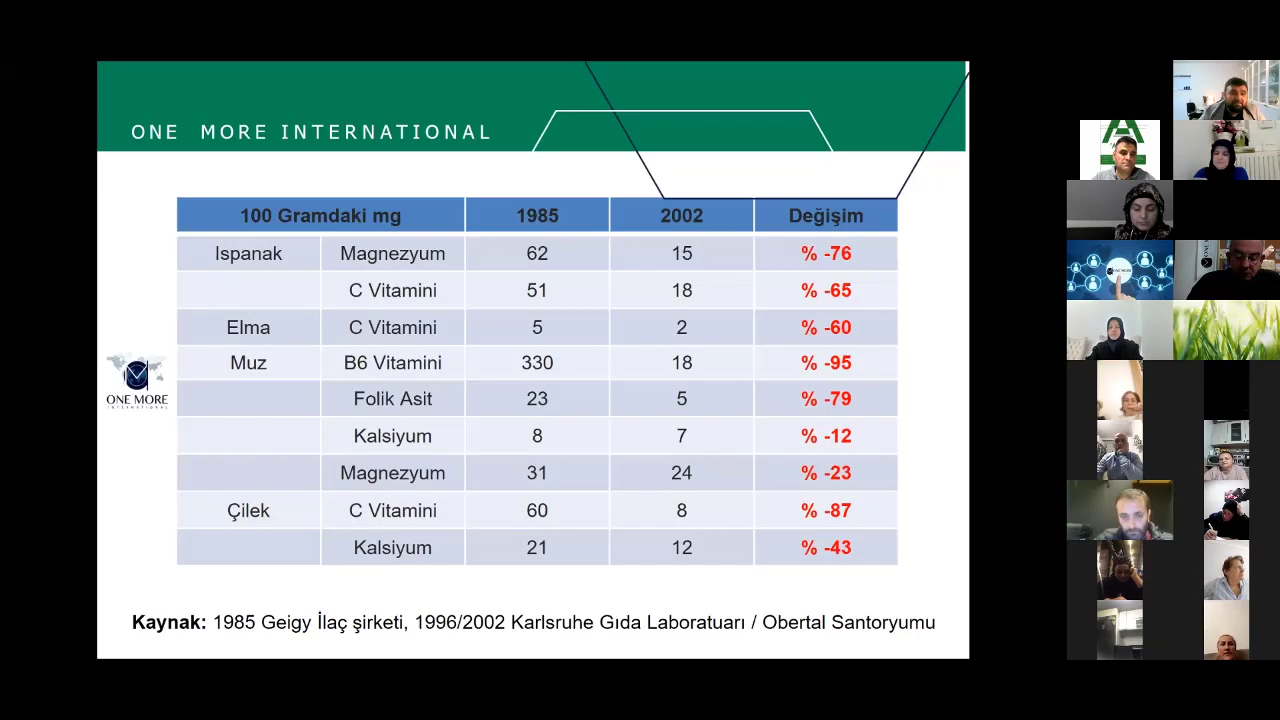 ONE MORE INTERNATIONAL
100 Gramdaki mg 1985 2002 Değişim
Ispanak Magnezyum 62 15 % -76
C Vitamini 51 18 % -65
Elma C Vitamini 5 2 % -60
Muz B6 Vitamini 330 18 % -95
Folik Asit 23 5 % -79
Kalsiyum 8 7 % -12
Magnezyum 31 24 % -23
Çilek C Vitamini 60 8 % -87
Kalsiyum 21 12 % -43
ONE MORE
INTERNATIONAL
Kaynak: 1985 Geigy İlaç şirketi, 1996/2002 Karlsruhe Gıda Laboratuarı / Obertal Santoryumu